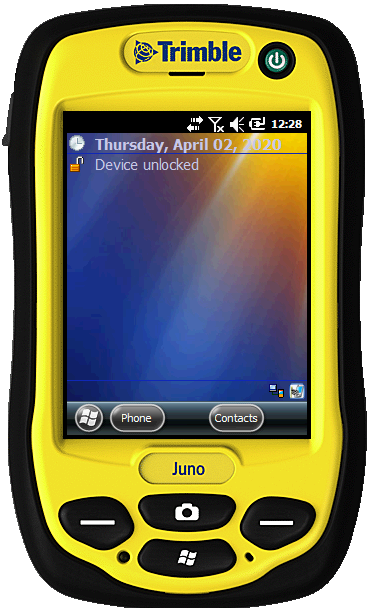 Trimble
12:28
Thursday, April 02, 2020
Device unlocked
Phone
Contacts
Juno